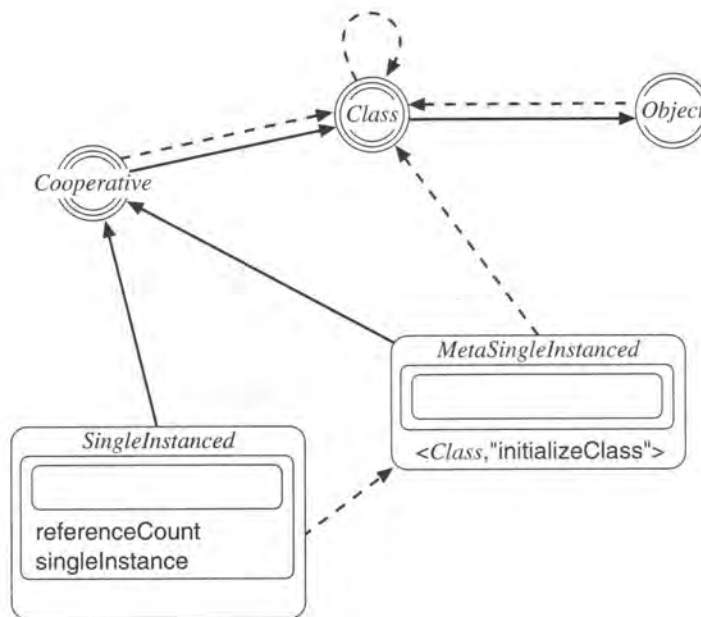 Class
Object
Cooperative
MetaSingleInstanced
<Class,"initializeClass">
SingleInstanced
referenceCount
singleInstance